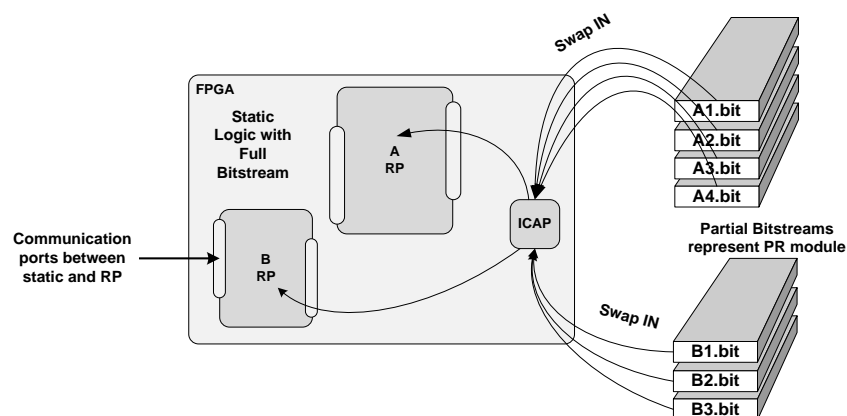 Swap IN
FPGA
Static
Logic with
Full
Bitstream
A
RP
A1.bit
A2.bit
A3.bit
A4.bit
ICAP
Partial Bitstreams
represent PR module
Communication
ports between
static and RP
B
RP
Swap IN
B1.bit
B2.bit
B3.bit